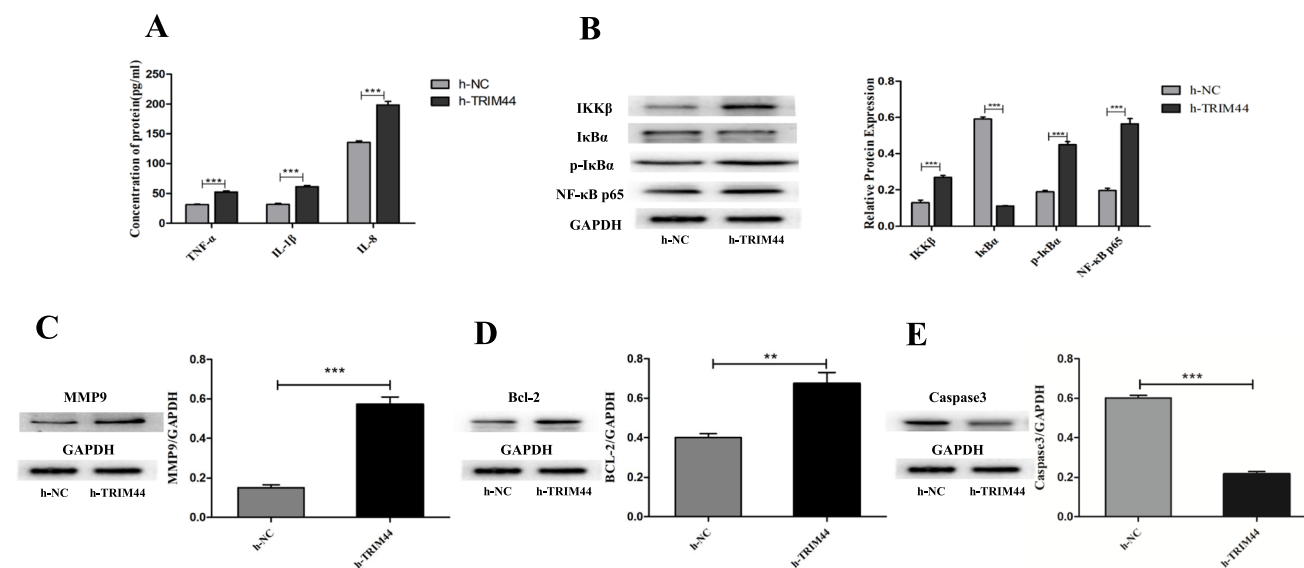 A
Concentration of protein(pg/ml)
250
200
150
100
50
0
***
***
***
TNF-α
IL-1β
IL-8
h-NC
h-TRIM44
B
IKKβ
IκBα
p-IκBα
NF-κB p65
GAPDH
h-NC
h-TRIM44
Relative Protein Expression
0.8
0.6
0.4
0.2
0.0
***
***
***
***
IKKβ
IκBα
p-IκBα
NF-κB p65
h-NC
h-TRIM44
C
MMP9
GAPDH
h-NC
h-TRIM44
MMP9/GAPDH
0.8
0.6
0.4
0.2
0.0
***
h-NC
h-TRIM44
D
Bcl-2
GAPDH
h-NC
h-TRIM44
BCL-2/GAPDH
0.8
0.6
0.4
0.2
0.0
**
h-NC
h-TRIM44
E
Caspase3
GAPDH
h-NC
h-TRIM44
Caspase3/GAPDH
0.8
0.6
0.4
0.2
0.0
***
h-NC
h-TRIM44